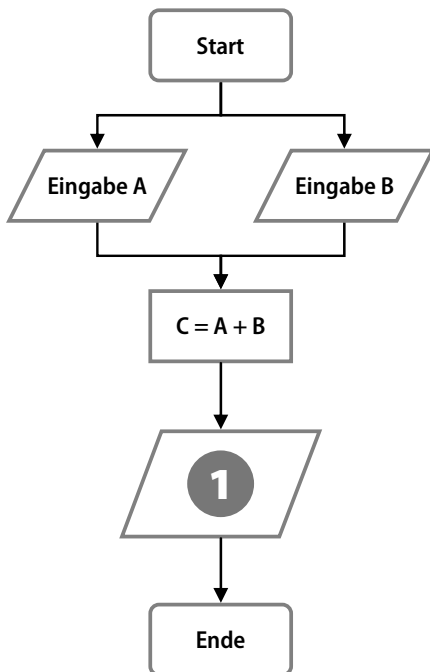 Start
Eingabe A
Eingabe B
C = A + B
1
Ende